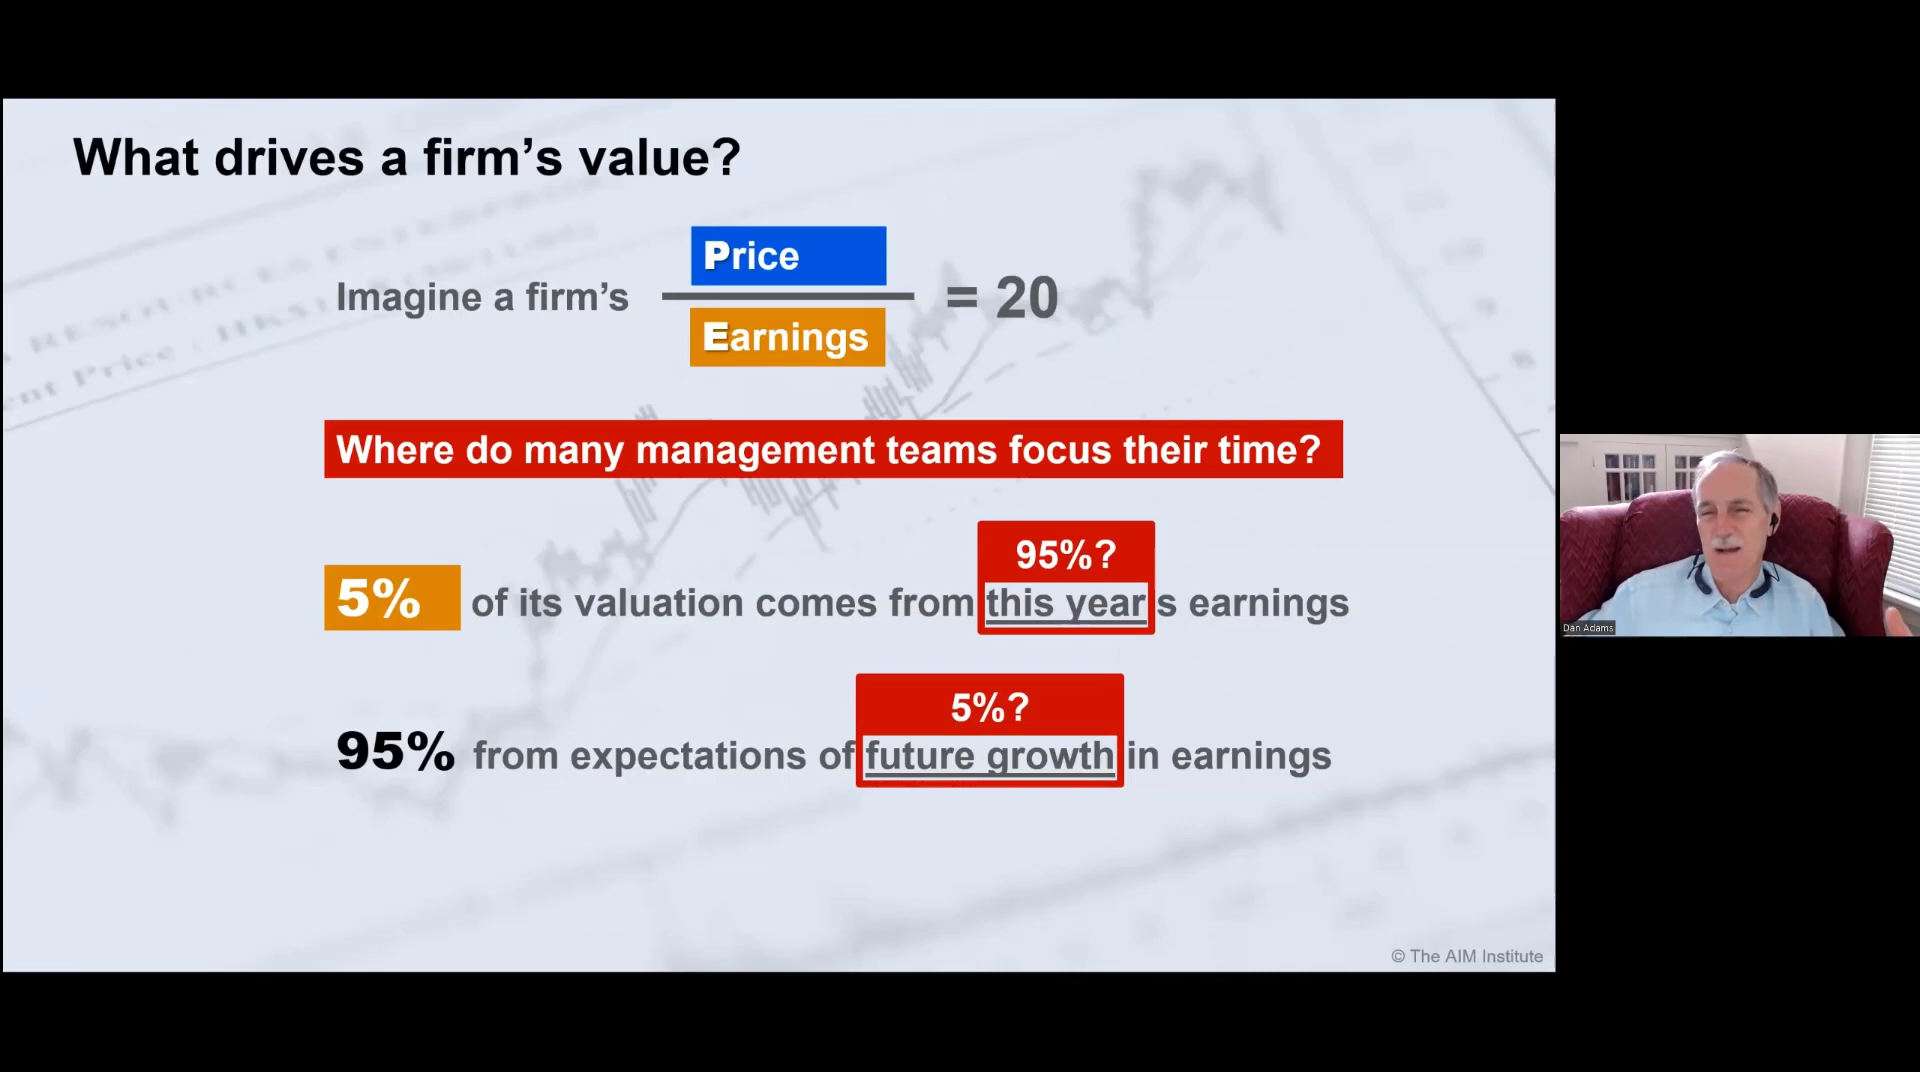 What drives a firm’s value?
Price
Imagine a firm’s
= 20
Earnings
Where do many management teams focus their time?
95%?
5% of its valuation comes from this year s earnings
5%?
95% from expectations of future growth in earnings
Dan Adams
© The AIM Institute